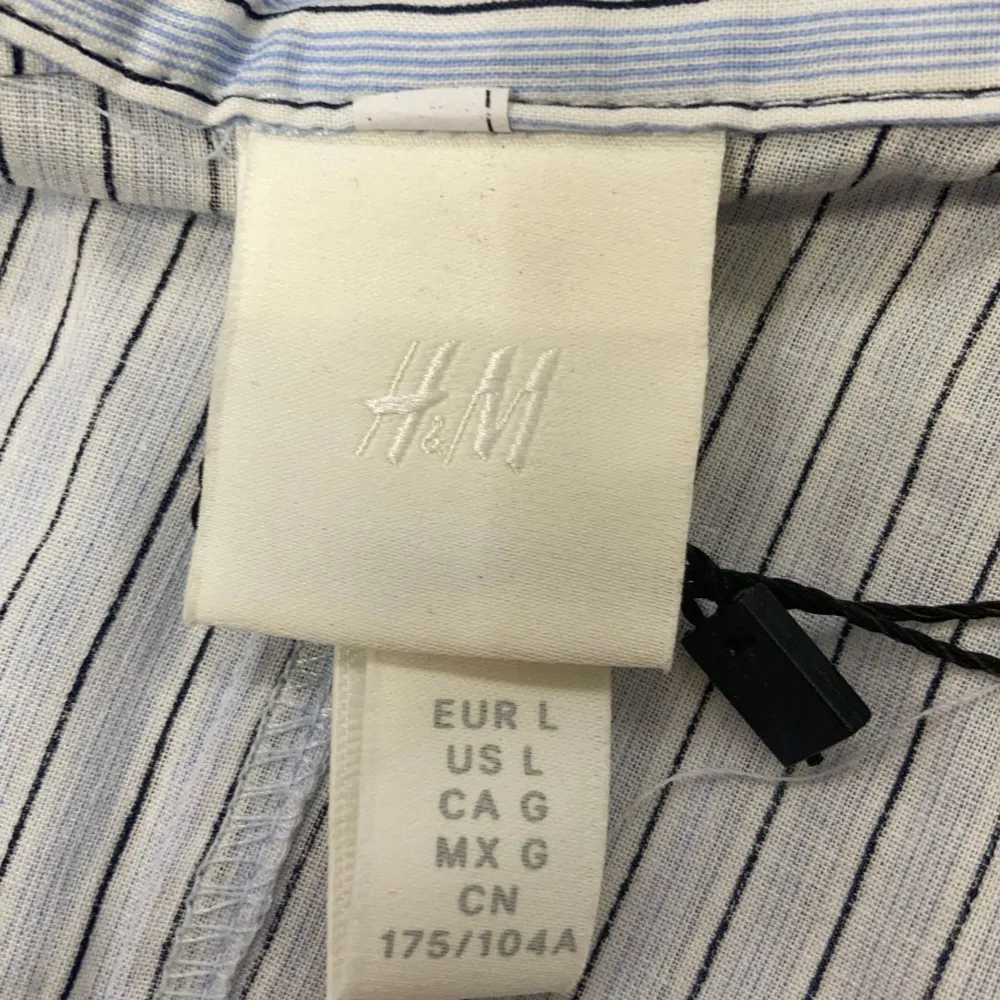 H&M
EUR L
US L
CA G
MX G
CN
175/104A